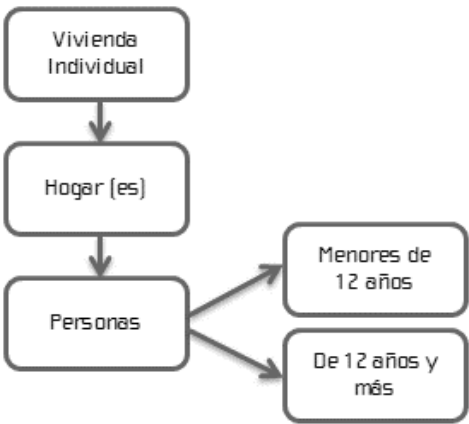 Vivienda
Individual
Hogar (es)
Personas
Menores de
12 años
De 12 años y
más